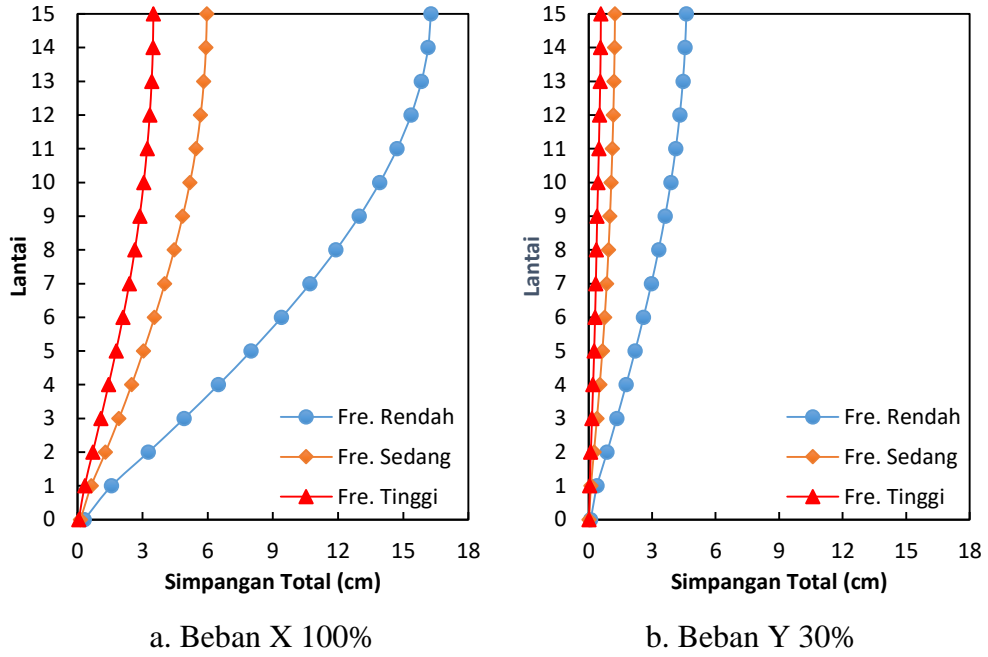 15
14
13
12
11
10
9
8
7
6
5
4
3
2
1
0
Lantai
Fre. Rendah
Fre. Sedang
Fre. Tinggi
0 3 6 9 12 15 18
Simpangan Total (cm)
a. Beban X 100%
15
14
13
12
11
10
9
8
7
6
5
4
3
2
1
0
Lantai
Fre. Rendah
Fre. Sedang
Fre. Tinggi
0 3 6 9 12 15 18
Simpangan Total (cm)
b. Beban Y 30%